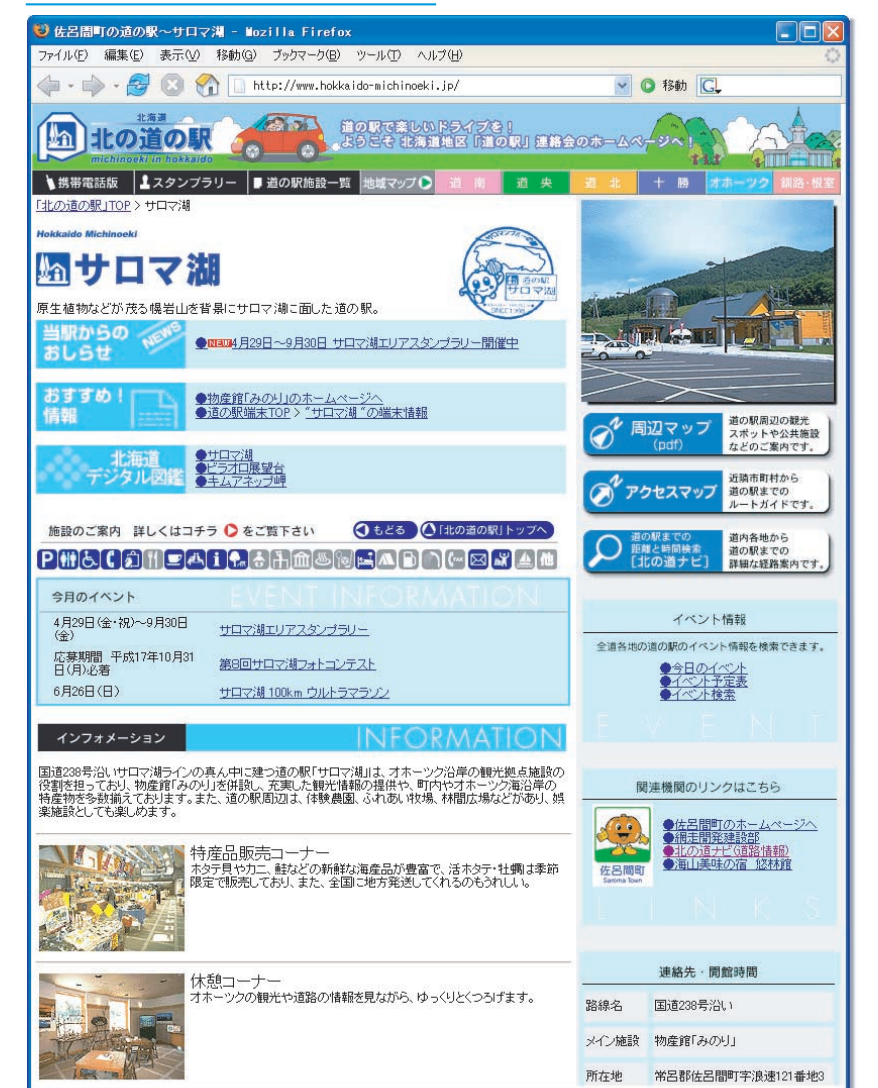 佐呂間町の道の駅～サロマ湖 - Mozilla Firefox
ファイル(F) 編集(E) 表示(V) 移動(G) ブックマーク(B) ツール(T) ヘルプ(H)
http://www.hokkaido-michinoeki.jp/ 移動
北海道
北の道の駅
michinoeki in hokkaido
道の駅で楽しいドライブを!
ようこそ 北海道地区「道の駅」連絡会のホームページへ!
携帯電話版 スタンプラリー 道の駅施設一覧 地域マップ 道 南 道 央 道 北 十 勝 オホーツク 釧路・根室
「北の道の駅」TOP > サロマ湖
Hokkaido Michinoeki
サロマ湖
道の駅
サロマ湖
原生植物などが茂る幌岩山を背景にサロマ湖に面した道の駅。
当駅からの
おしらせ
NEWS
●NEW4月29日～9月30日 サロマ湖エリアスタンプラリー開催中
おすすめ!
情報
●物産館「みのり」のホームページへ
●道の駅端末TOP > "サロマ湖 "の端末情報
北海道
デジタル図鑑
●サロマ湖
●ピラオロ展望台
●キムアネップ岬
施設のご案内 詳しくはコチラ をご覧下さい もどる 「北の道の駅」トップへ
今月のイベント
EVENT INFORMATION
4月29日(金・祝)～9月30日
(金)
サロマ湖エリアスタンプラリー
応募期間 平成17年10月31
日(月)必着
第8回サロマ湖フォトコンテスト
6月26日(日)
サロマ湖 100km ウルトラマラソン
インフォメーション
INFORMATION
国道238号沿いサロマ湖ラインの真ん中に建つ道の駅「サロマ湖」は、オホーツク沿岸の観光拠点施設の
役割を担っており、物産館「みのり」を併設し、充実した観光情報の提供や、町内やオホーツク海沿岸の
特産物を多数揃えております。また、道の駅周辺は、体験農園、ふれあい牧場、林間広場などがあり、娯
楽施設としても楽しめます。
特産品販売コーナー
ホタテ貝やカニ、鮭などの新鮮な海産品が豊富で、活ホタテ・牡蠣は季節
限定で販売しており、また、全国に地方発送してくれるのもうれしい。
休憩コーナー
オホーツクの観光や道路の情報を見ながら、ゆっくりとくつろげます。
周辺マップ
(pdf)
道の駅周辺の観光
スポットや公共施設
などのご案内です。
アクセスマップ
近隣市町村から
道の駅までの
ルートガイドです。
道の駅までの
距離と時間検索
[北の道ナビ]
道内各地から
道の駅までの
詳細な経路案内です。
イベント情報
全道各地の道の駅のイベント情報を検索できます。
●今日のイベント
●イベント予定表
●イベント検索
EVENT
関連機関のリンクはこちら
佐呂間町
Saroma Town
●佐呂間町のホームページへ
●網走開発建設部
●北の道ナビ(道路情報)
●海山美味の宿 悠林館
LINKS
連絡先・開館時間
路線名 国道238号沿い
メイン施設 物産館「みのり」
所在地 常呂郡佐呂間町字浪速121番地3